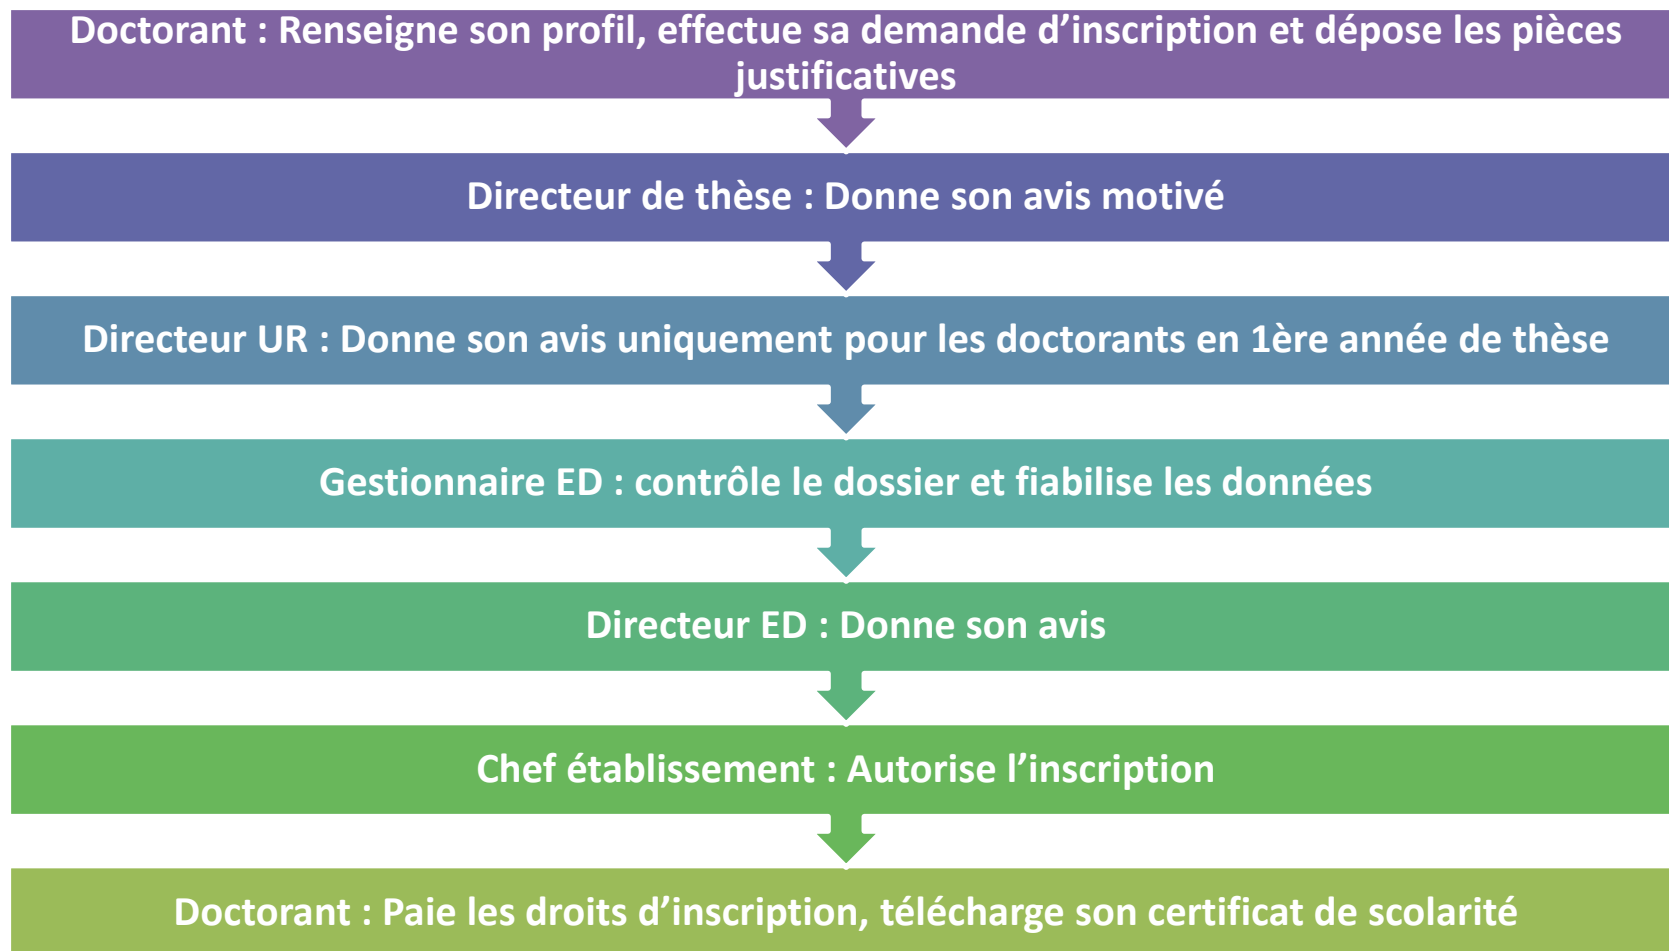 Doctorant : Renseigne son profil, effectue sa demande d’inscription et dépose les pièces
justificatives
Directeur de thèse : Donne son avis motivé
Directeur UR : Donne son avis uniquement pour les doctorants en 1ère année de thèse
Gestionnaire ED : contrôle le dossier et fiabilise les données
Directeur ED : Donne son avis
Chef établissement : Autorise l’inscription
Doctorant : Paie les droits d’inscription, télécharge son certificat de scolarité